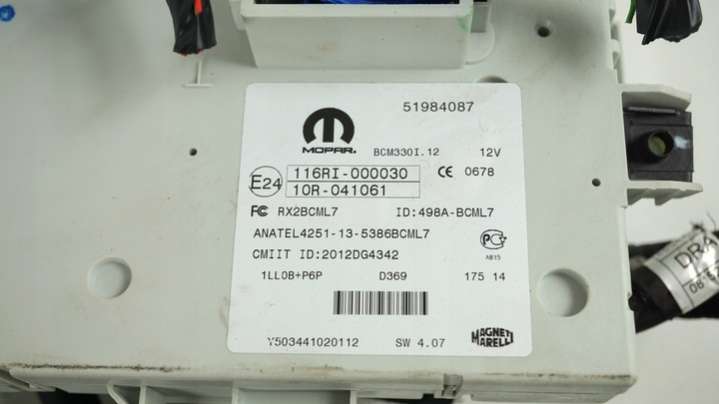 51984087
MOPAR.
BCM330I.12 12V
E24 116RI-000030 CE 0678
10R-041061
FC RX2BCML7 ID:498A-BCML7
ANATEL4251-13-5386BCML7
CMIIT ID:2012DG4342
AB15
1LL0B+P6P D369 175 14
Y503441020112 SW 4.07
MAGNETI
MARELLI
DRA